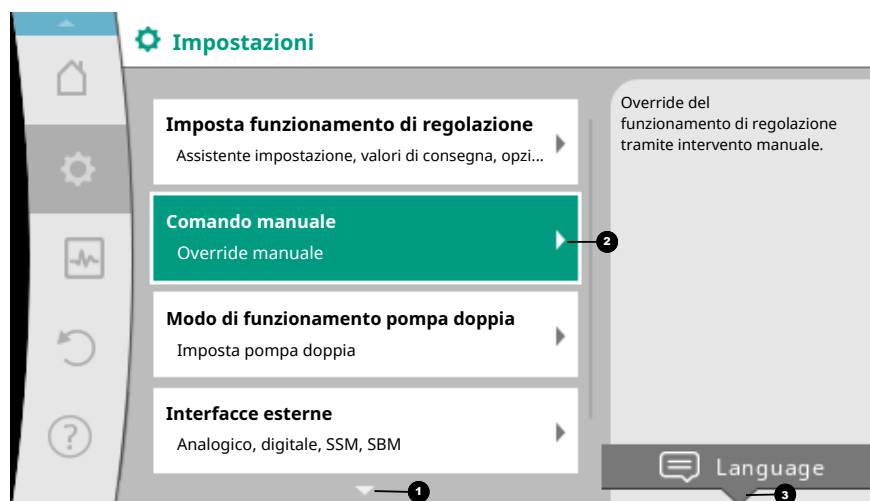 Impostazioni
Imposta funzionamento di regolazione
Assistente impostazione, valori di consegna, opzi...
Comando manuale
Override manuale
2
Modo di funzionamento pompa doppia
Imposta pompa doppia
Interfacce esterne
Analogico, digitale, SSM, SBM
1
Override del
funzionamento di regolazione
tramite intervento manuale.
Language
3
?